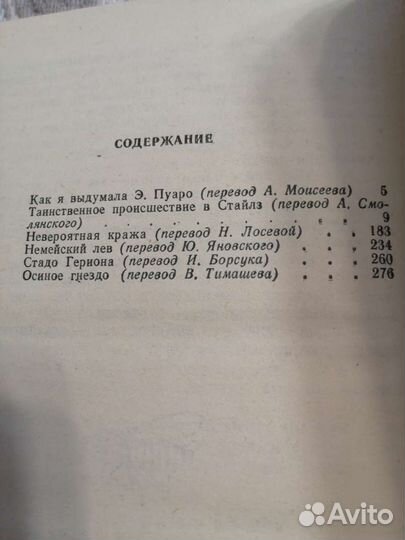 СОДЕРЖАНИЕ
Как я выдумала Э. Пуаро (перевод А. Моисеева) 5
Таинственное происшествие в Стайлз (перевод А. Смо-
лянского) . . . . . . . . . . . 9
Невероятная кража (перевод Н. Лосевой) . . 183
Немейский лев (перевод Ю. Яновского) . . . 234
Стадо Гериона (перевод И. Борсука) . . . 260
Осиное гнездо (перевод В. Тимашева) . . . 276
Avito